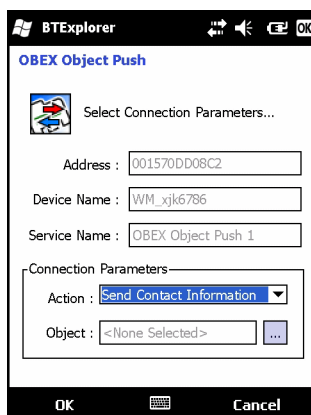 BTExplorer OK
OBEX Object Push
Select Connection Parameters...
Address : 001570DD08C2
Device Name : WM_xjk6786
Service Name : OBEX Object Push 1
Connection Parameters
Action : Send Contact Information
Object : <None Selected> ...
OK Cancel